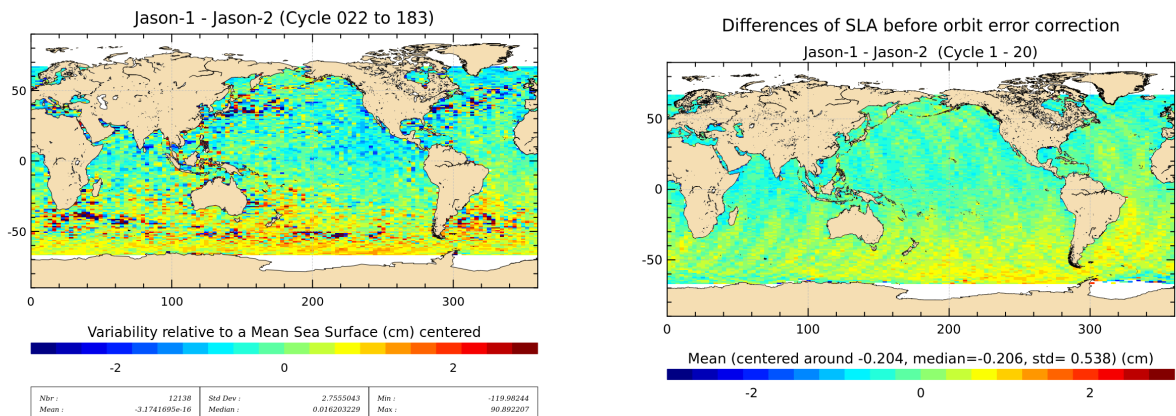 Jason-1 - Jason-2 (Cycle 022 to 183)
50
0
-50
0
100
200
300
Variability relative to a Mean Sea Surface (cm) centered
-2
0
2
Nbr : 12138 Std Dev : 2.7555043 Min : -119.98244
Mean : -3.1741695e-16 Median : 0.016203229 Max : 90.892207
Differences of SLA before orbit error correction
Jason-1 - Jason-2 (Cycle 1 - 20)
50
0
-50
0
100
200
300
Mean (centered around -0.204, median=-0.206, std= 0.538) (cm)
-2
0
2